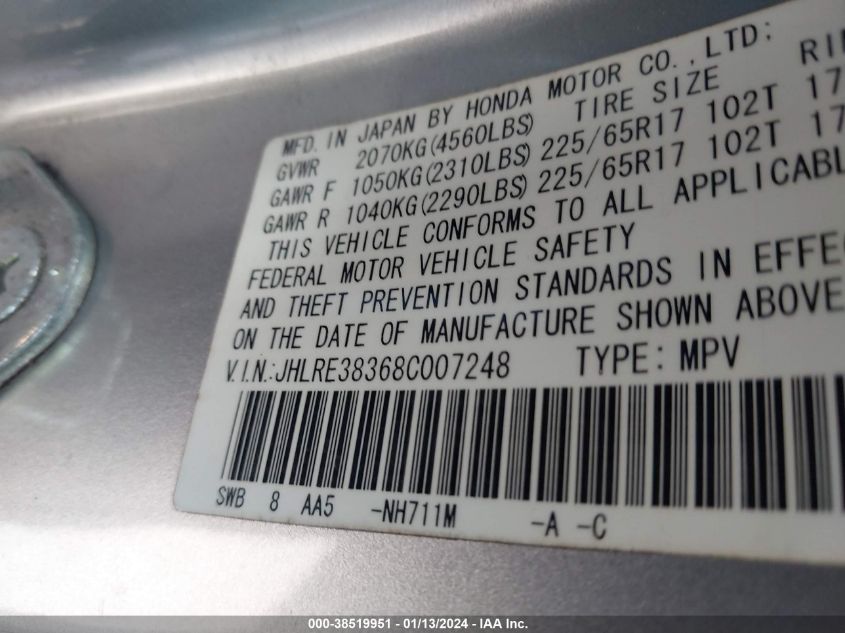 MFD. IN JAPAN BY HONDA MOTOR CO.,LTD:
GVWR 2070KG(4560LBS) TIRE SIZE
GAWR F 1050KG(2310LBS) 225/65R17 102T 17
GAWR R 1040KG(2290LBS) 225/65R17 102T 17
THIS VEHICLE CONFORMS TO ALL
FEDERAL MOTOR VEHICLE SAFETY
AND THEFT PREVENTION STANDARDS IN
ON THE DATE OF MANUFACTURE SHOWN ABOVE
V.I.N.: JHLRE38368C007248 TYPE: MPV
SWB 8 AA5 -NH711M -A -C
000-38519951 | 01/13/2024 | IAA Inc.